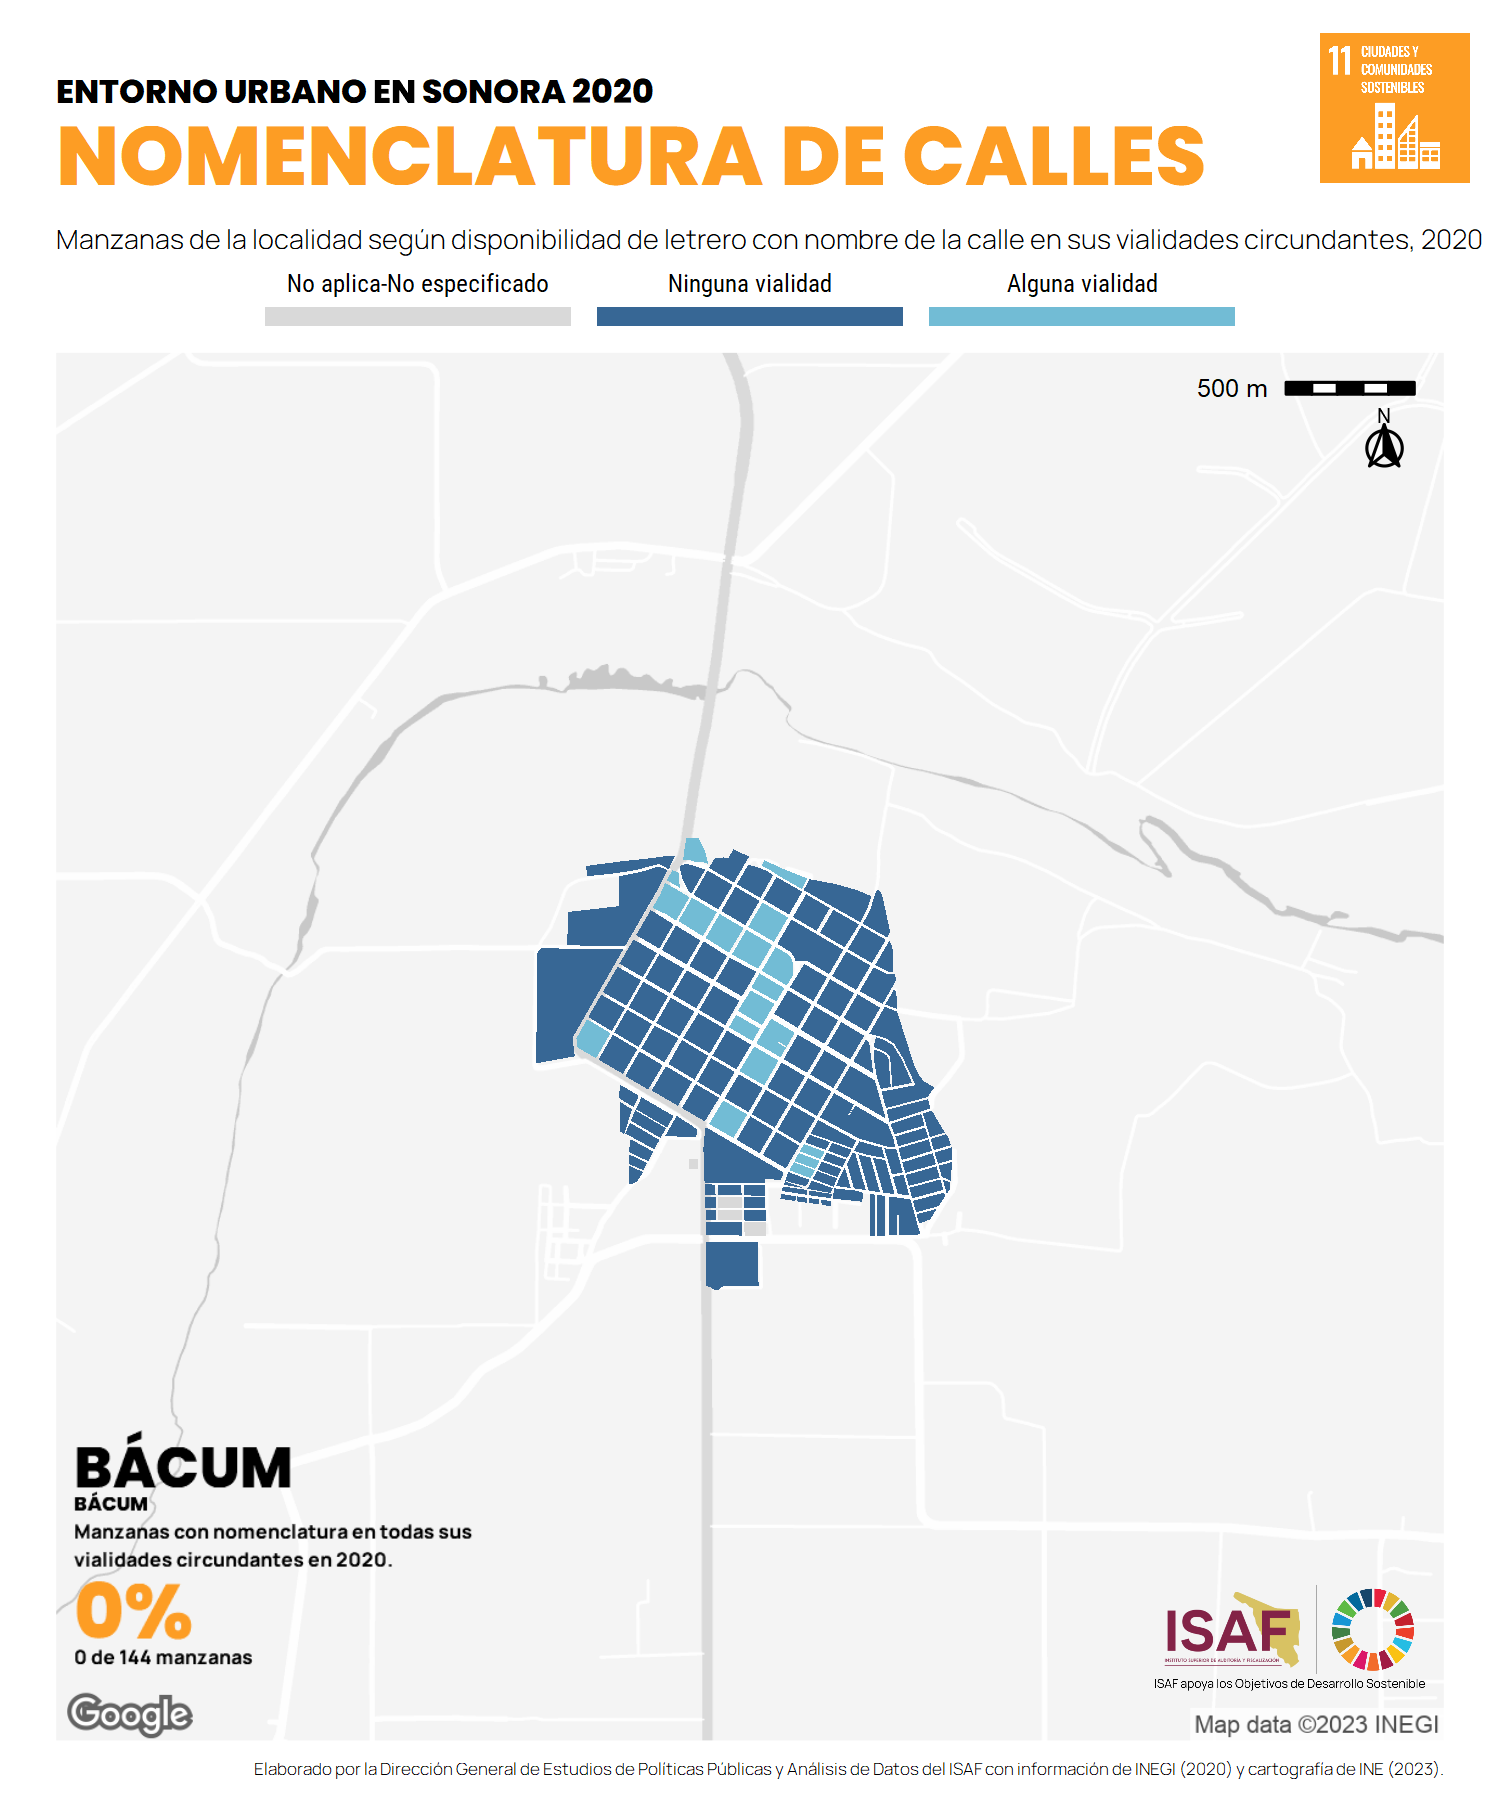 ENTORNO URBANO EN SONORA 2020
NOMENCLATURA DE CALLES
11 CIUDADES Y
COMUNIDADES
SOSTENIBLES
Manzanas de la localidad según disponibilidad de letrero con nombre de la calle en sus vialidades circundantes, 2020
No aplica-No especificado
Ninguna vialidad
Alguna vialidad
500 m
N
BÁCUM
BÁCUM
Manzanas con nomenclatura en todas sus
vialidades circundantes en 2020.
0%
0 de 144 manzanas
Google
ISAF
INSTITUTO SUPERIOR DE AUDITORÍA Y FISCALIZACIÓN
ISAF apoya los Objetivos de Desarrollo Sostenible
Map data ©2023 INEGI
Elaborado por la Dirección General de Estudios de Políticas Públicas y Análisis de Datos del ISAF con información de INEGI (2020) y cartografía de INE (2023).